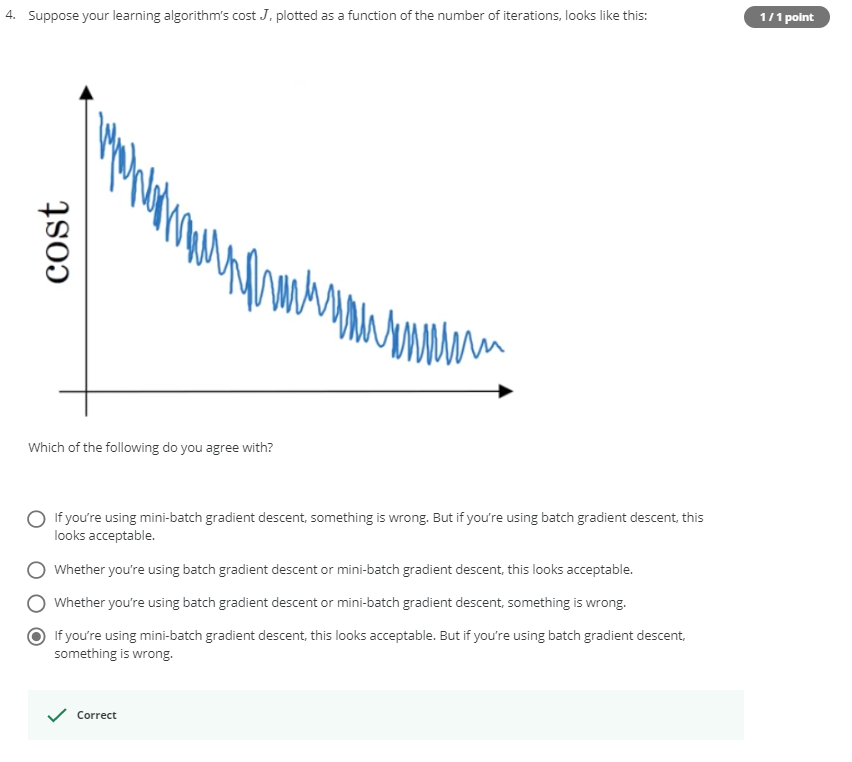 4. Suppose your learning algorithm's cost J, plotted as a function of the number of iterations, looks like this:
1 / 1 point
cost
Which of the following do you agree with?
If you're using mini-batch gradient descent, something is wrong. But if you're using batch gradient descent, this
looks acceptable.
Whether you're using batch gradient descent or mini-batch gradient descent, this looks acceptable.
Whether you're using batch gradient descent or mini-batch gradient descent, something is wrong.
If you're using mini-batch gradient descent, this looks acceptable. But if you're using batch gradient descent,
something is wrong.
Correct